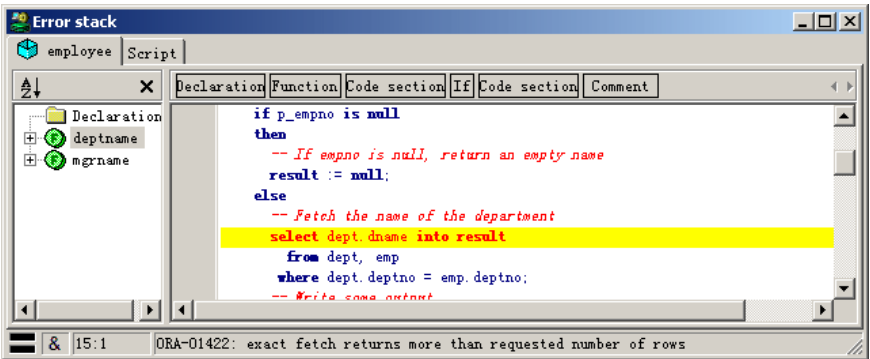 Error stack
employee Script
Declaration Function Code section If Code section Comment
Declaration
deptname
mgrname
if p_empno is null
then
-- If empno is null, return an empty name
result := null;
else
-- Fetch the name of the department
select dept.dname into result
from dept, emp
where dept.deptno = emp.deptno;
-- Write some output
& 15:1 ORA-01422: exact fetch returns more than requested number of rows